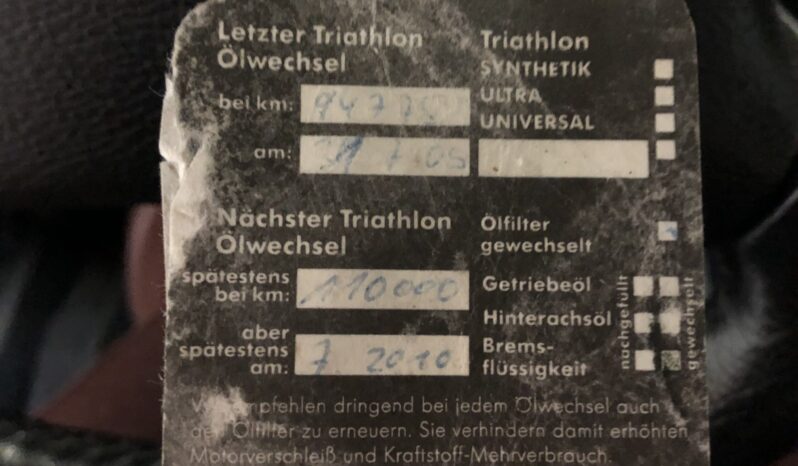 Letzter Triathlon
Ölwechsel
bei km:
am:
Triathlon
SYNTHETIK
ULTRA
UNIVERSAL
Nächster Triathlon
Ölwechsel
spätestens
bei km: 110000
aber
spätestens
am: 7 2010
Ölfilter
gewechselt
Getriebeöl
Hinterachsöl
Brems-
flüssigkeit
nachgefüllt
gewechselt
empfehlen dringend bei jedem Ölwechsel auch
den Ölfilter zu erneuern. Sie verhindern damit erhöhten
Motorverschleiß und Kraftstoff-Mehrverbrauch.